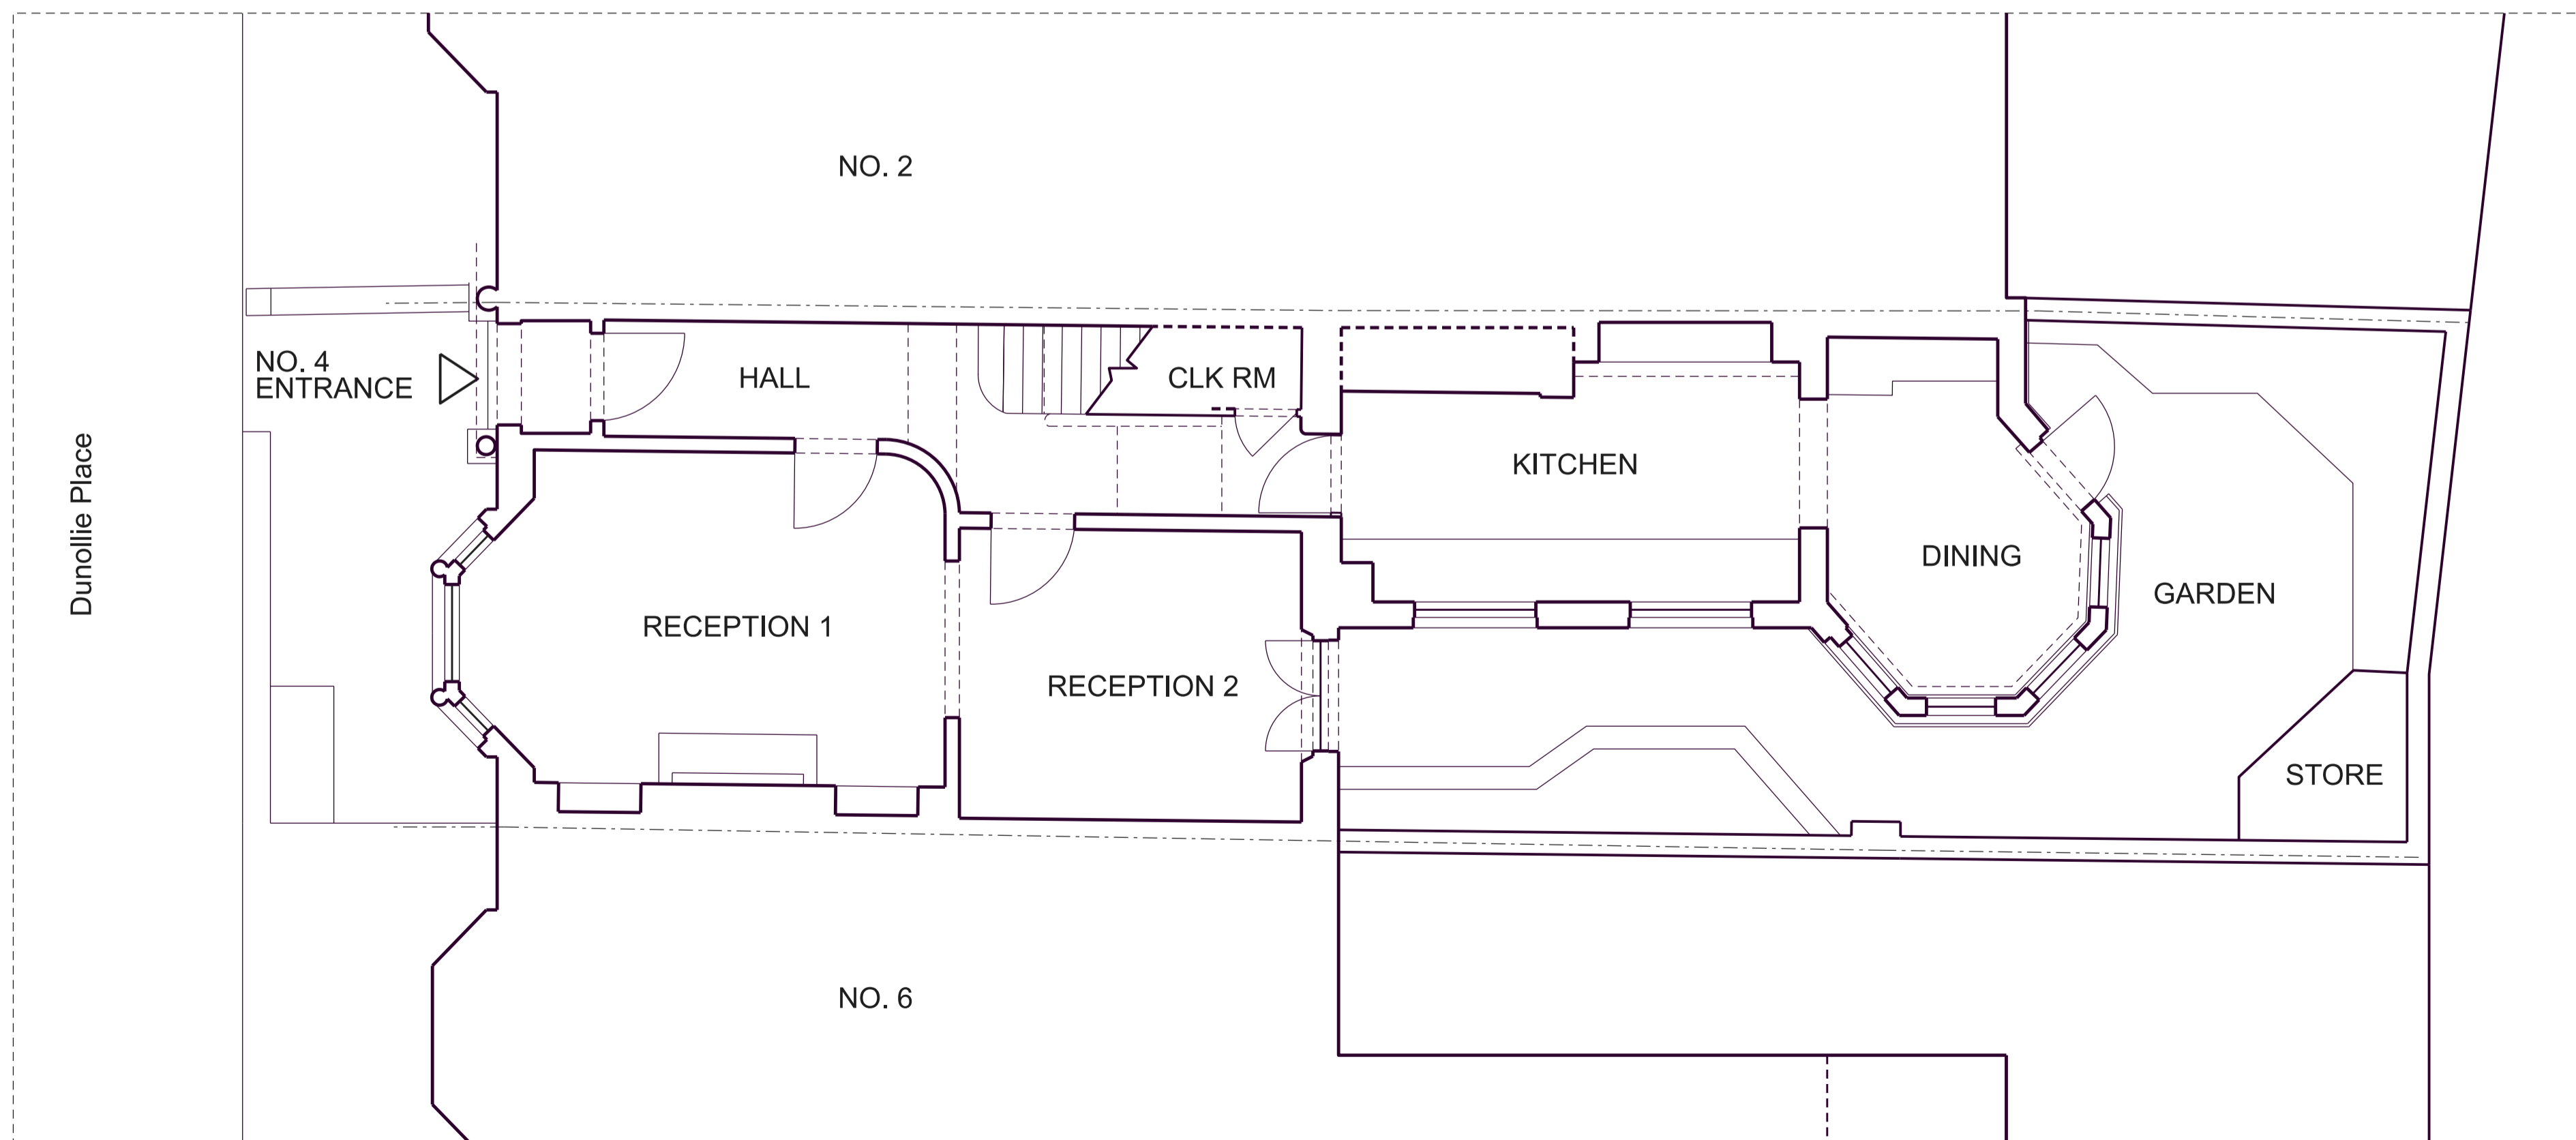 NO. 2
NO. 4
ENTRANCE
HALL
CLK RM
KITCHEN
DINING
GARDEN
Dunollie Place
RECEPTION 1
RECEPTION 2
STORE
NO. 6